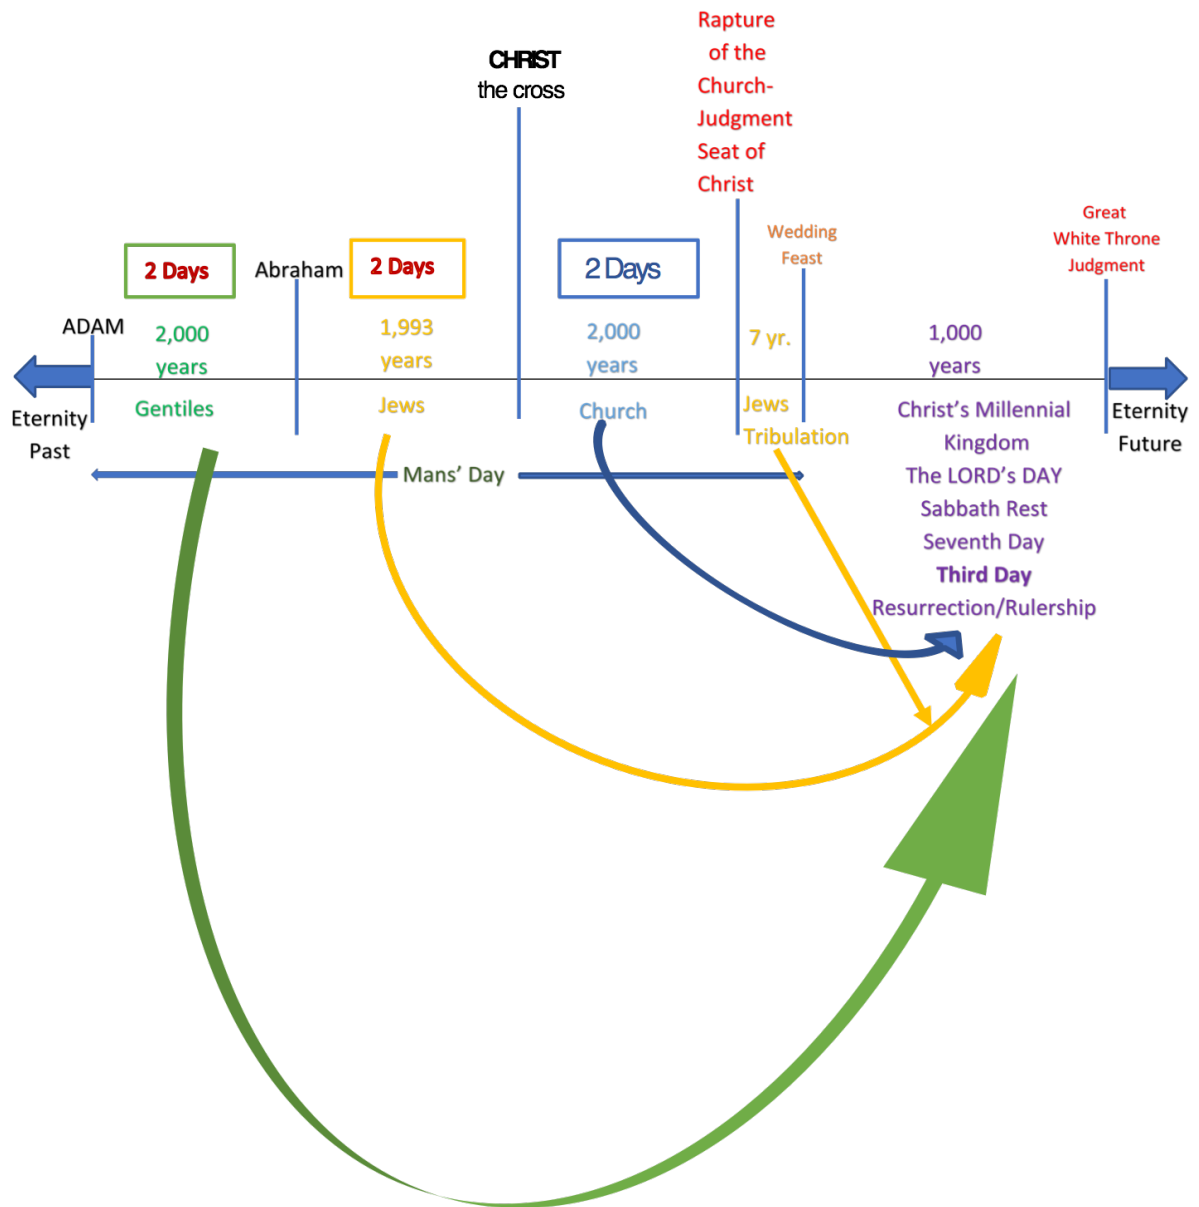 Rapture
of the
Church-
Judgment
Seat of
Christ
CHRIST
the cross
Great
White Throne
Judgment
Wedding
Feast
2 Days
Abraham
2 Days
2 Days
ADAM
2,000
years
1,993
years
2,000
years
7 yr.
1,000
years
Eternity
Past
Gentiles
Jews
Church
Jews
Tribulation
Christ’s Millennial
Kingdom
The LORD’s DAY
Sabbath Rest
Seventh Day
Third Day
Resurrection/Rulership
Eternity
Future
Mans’ Day